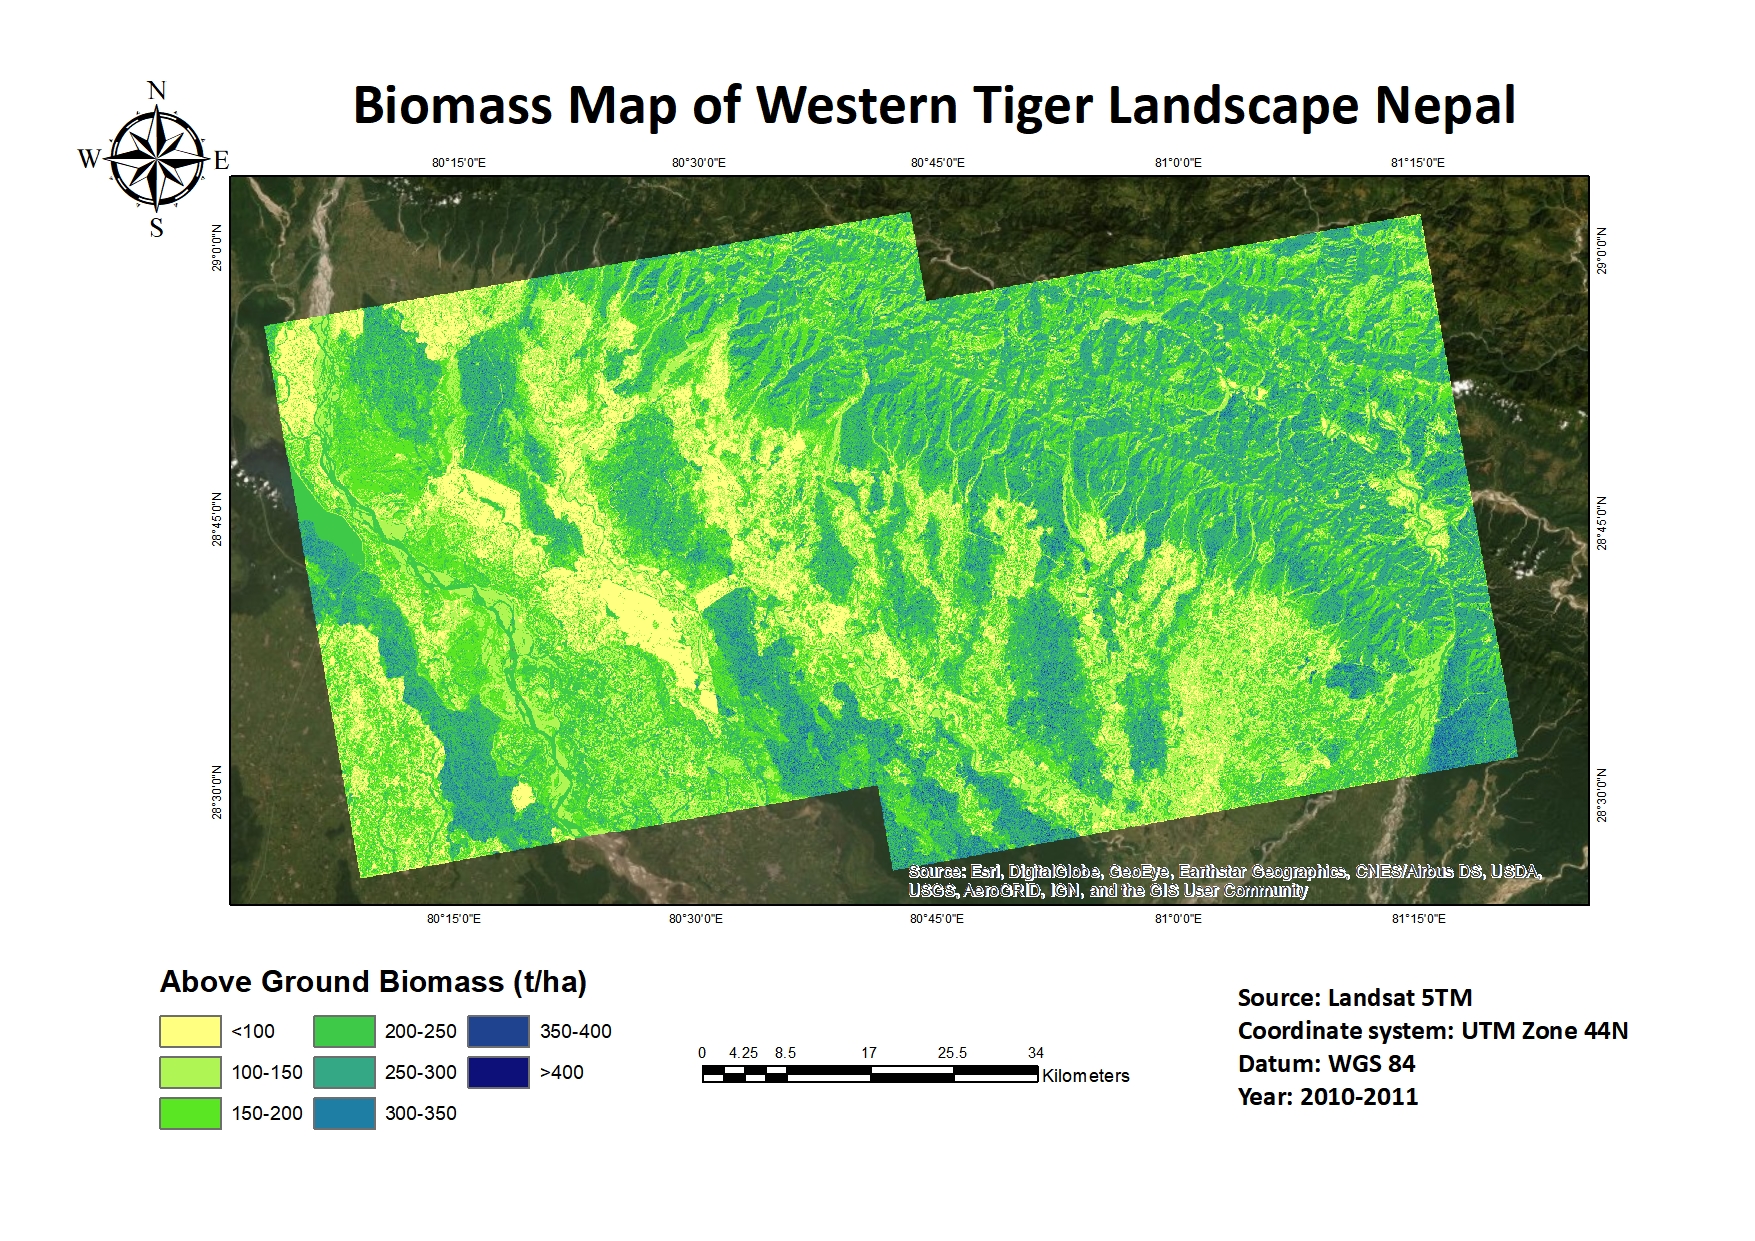 Biomass Map of Western Tiger Landscape Nepal
N
W E
S
80°15'0"E 80°30'0"E 80°45'0"E 81°0'0"E 81°15'0"E
29°0'0"N 29°0'0"N
28°45'0"N 28°45'0"N
28°30'0"N 28°30'0"N
Source: Esri, DigitalGlobe, GeoEye, Earthstar Geographics, CNES/Airbus DS, USDA,
USGS, AeroGRID, IGN, and the GIS User Community
80°15'0"E 80°30'0"E 80°45'0"E 81°0'0"E 81°15'0"E
Above Ground Biomass (t/ha)
<100 200-250 350-400
100-150 250-300 >400
150-200 300-350
0 4.25 8.5 17 25.5 34
Kilometers
Source: Landsat 5TM
Coordinate system: UTM Zone 44N
Datum: WGS 84
Year: 2010-2011